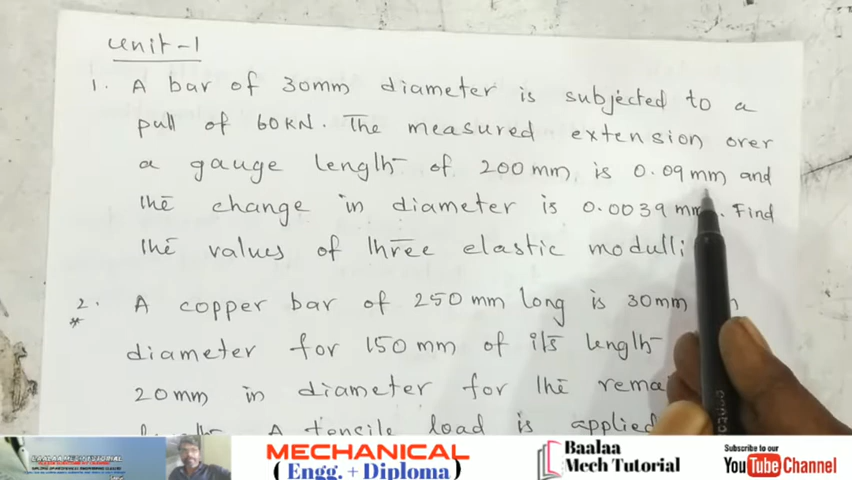 Unit-1
1. A bar of 30mm diameter is subjected to a
pull of 60KN. The measured extension over
a gauge length of 200mm, is 0.09mm and
the change in diameter is 0.0039 mm. Find
the values of three elastic modulli
2. A copper bar of 250mm long is 30mm
*
diameter for 150mm of its length
20mm in diameter for the
A tensile load is applied
BALAA MECH TUTORIAL
MECHANICAL
(Engg. + Diploma)
Baalaa
Mech Tutorial
Subscribe to our
YouTube Channel